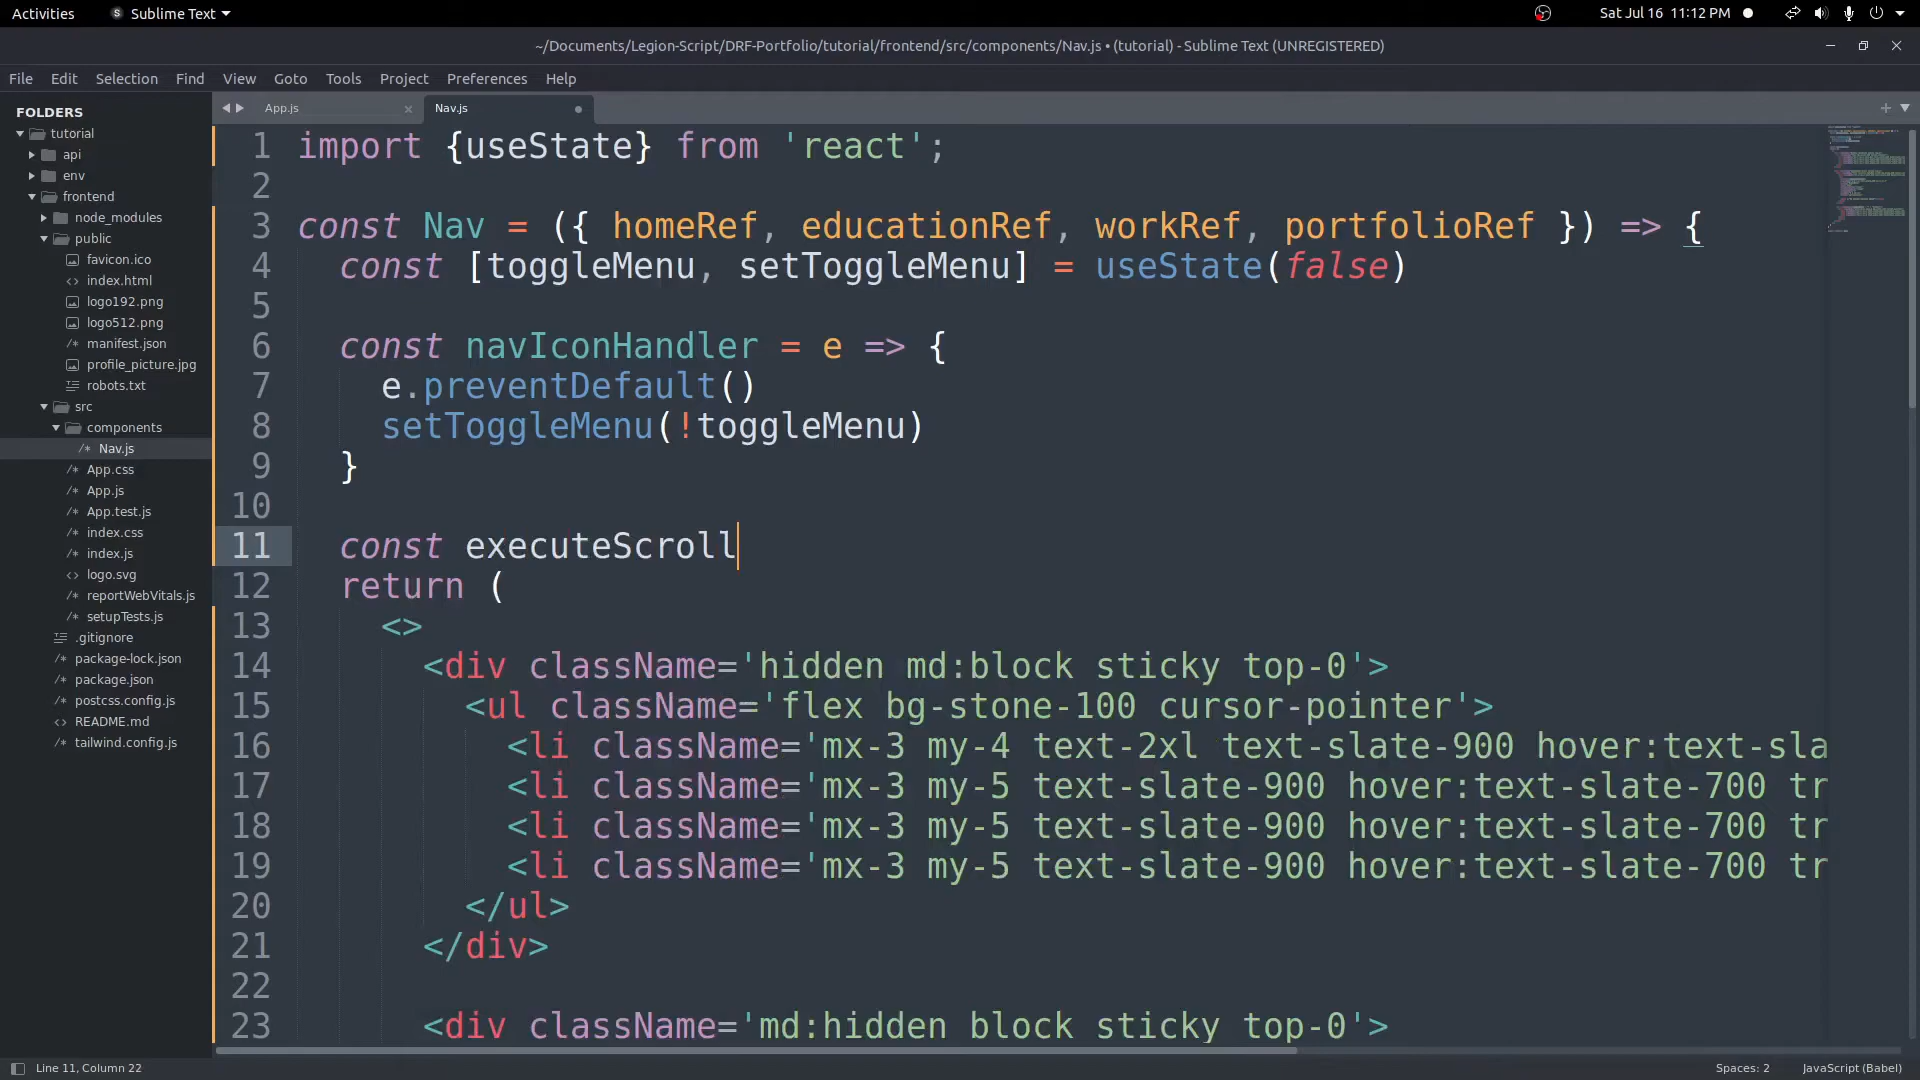 Activities
Sublime Text
Sat Jul 16 11:12 PM
~/Documents/Legion-Script/DRF-Portfolio/tutorial/frontend/src/components/Nav.js • (tutorial) - Sublime Text (UNREGISTERED)
File Edit Selection Find View Goto Tools Project Preferences Help
FOLDERS
tutorial
api
env
frontend
node_modules
public
favicon.ico
index.html
logo192.png
logo512.png
manifest.json
profile_picture.jpg
robots.txt
src
components
Nav.js
App.css
App.js
App.test.js
index.css
index.js
logo.svg
reportWebVitals.js
setupTests.js
.gitignore
package-lock.json
package.json
postcss.config.js
README.md
tailwind.config.js
App.js
Nav.js
1 import {useState} from 'react';
2
3 const Nav = ({ homeRef, educationRef, workRef, portfolioRef }) => {
4 const [toggleMenu, setToggleMenu] = useState(false)
5
6 const navIconHandler = e => {
7 e.preventDefault()
8 setToggleMenu(!toggleMenu)
9 }
10
11 const executeScroll
12 return (
13 <>
14 <div className='hidden md:block sticky top-0'>
15 <ul className='flex bg-stone-100 cursor-pointer'>
16 <li className='mx-3 my-4 text-2xl text-slate-900 hover:text-sla
17 <li className='mx-3 my-5 text-slate-900 hover:text-slate-700 tr
18 <li className='mx-3 my-5 text-slate-900 hover:text-slate-700 tr
19 <li className='mx-3 my-5 text-slate-900 hover:text-slate-700 tr
20 </ul>
21 </div>
22
23 <div className='md:hidden block sticky top-0'>
Line 11, Column 22
Spaces: 2
JavaScript (Babel)